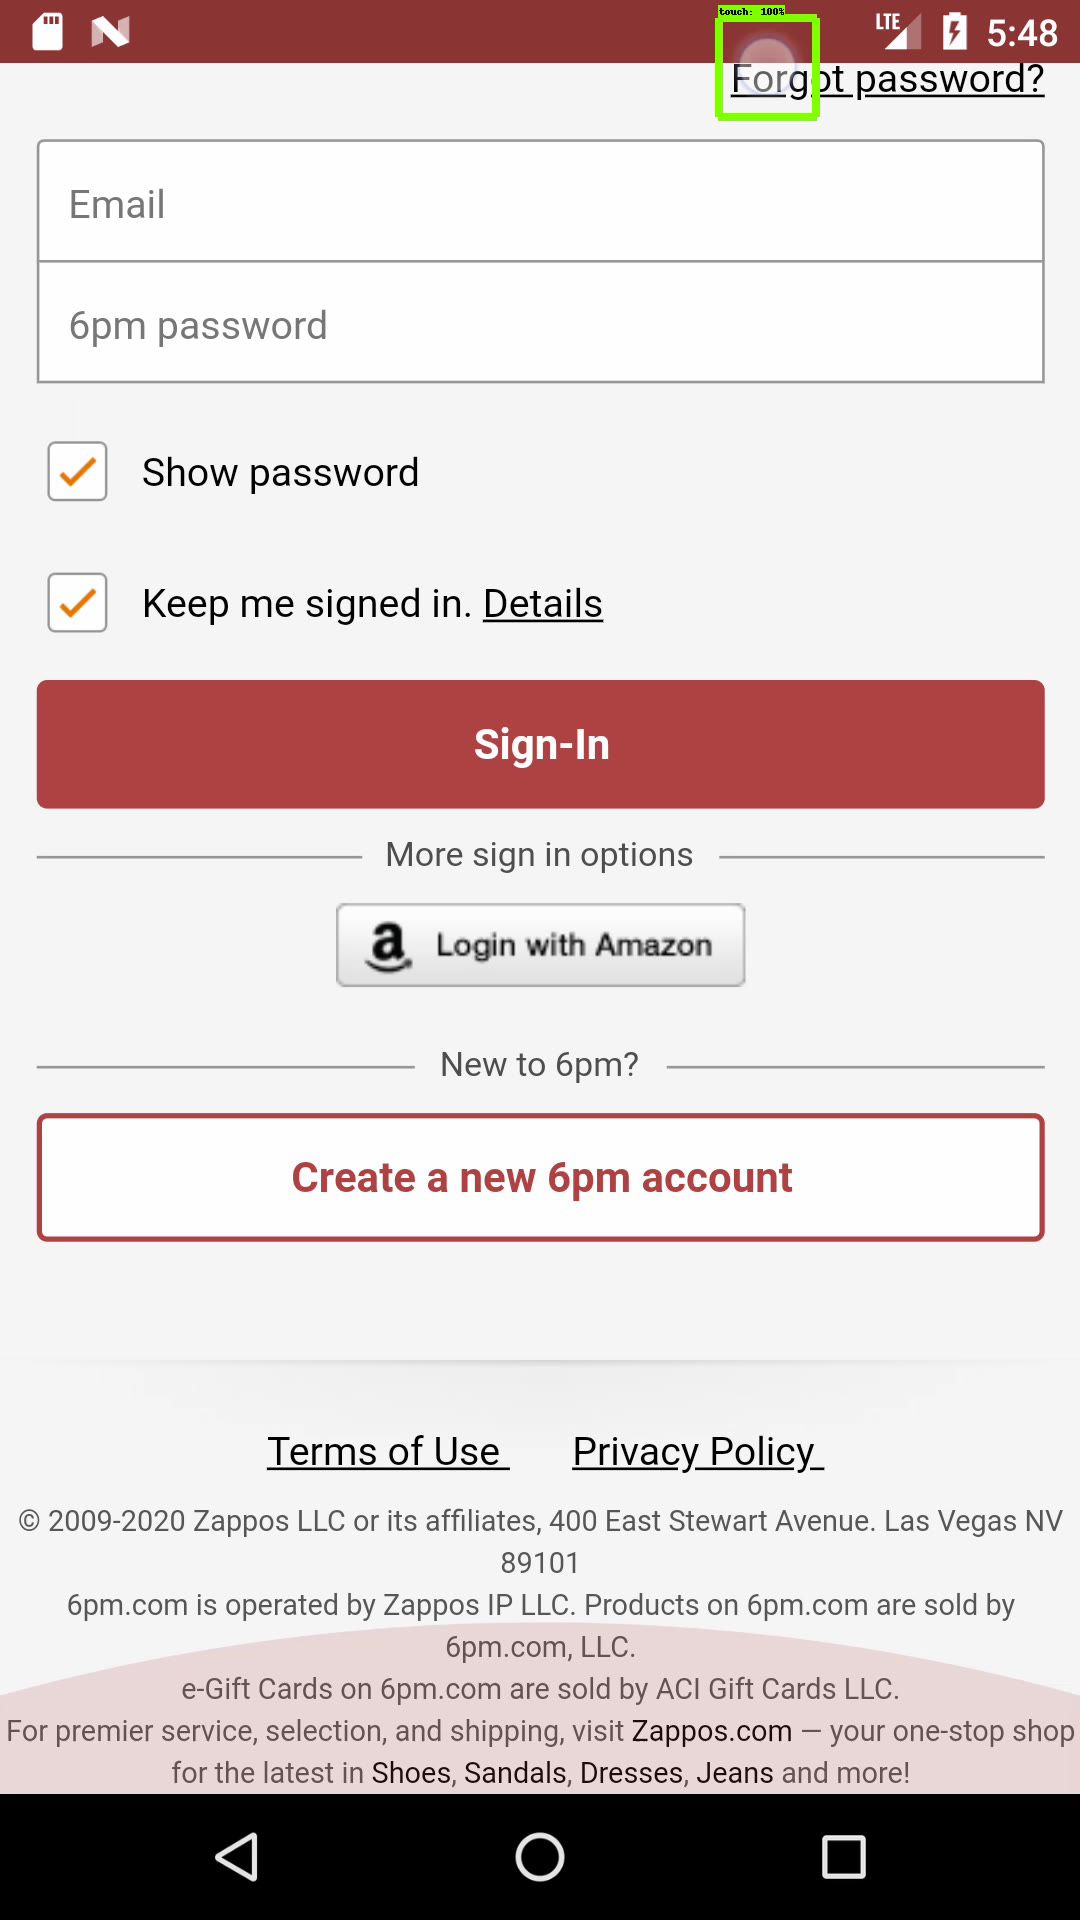 touch: 100%
LTE 5:48
Forgot password?
Email
6pm password
Show password
Keep me signed in. Details
Sign-In
More sign in options
a Login with Amazon
New to 6pm?
Create a new 6pm account
Terms of Use Privacy Policy
© 2009-2020 Zappos LLC or its affiliates, 400 East Stewart Avenue. Las Vegas NV
89101
6pm.com is operated by Zappos IP LLC. Products on 6pm.com are sold by
6pm.com, LLC.
e-Gift Cards on 6pm.com are sold by ACI Gift Cards LLC.
For premier service, selection, and shipping, visit Zappos.com — your one-stop shop
for the latest in Shoes, Sandals, Dresses, Jeans and more!